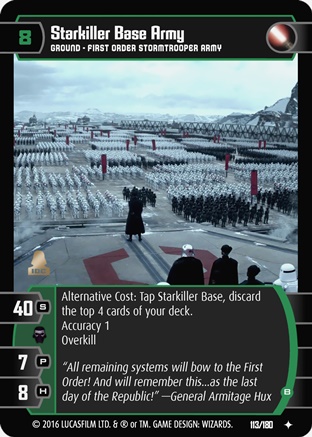 8
Starkiller Base Army
GROUND - FIRST ORDER STORMTROOPER ARMY
40 S
7 P
8 H
Alternative Cost: Tap Starkiller Base, discard
the top 4 cards of your deck.
Accuracy 1
Overkill
“All remaining systems will bow to the First
Order! And will remember this...as the last
day of the Republic!” —General Armitage Hux
B
© 2016 LUCASFILM LTD. & ® or TM. GAME DESIGN: WIZARDS.
113/180